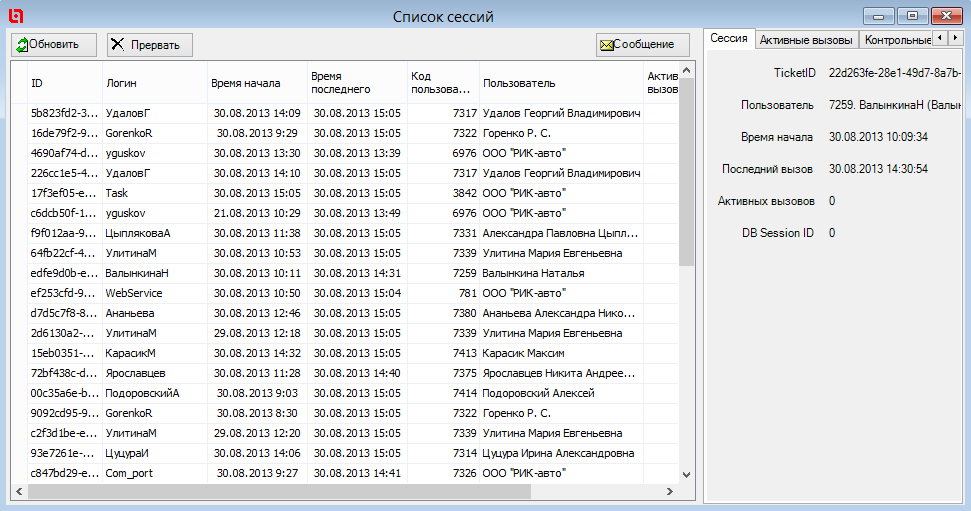 Список сессий
Обновить Прервать Сообщение
ID Логин Время начала Время последнего Код пользова... Пользователь Актив вызов
5b823fd2-3... УдаловГ 30.08.2013 14:09 30.08.2013 15:05 7317 Удалов Георгий Владимирович
16de79f2-9... GorenkoR 30.08.2013 9:29 30.08.2013 15:05 7322 Горенко Р. С.
4690af74-d... yguskov 30.08.2013 13:30 30.08.2013 13:39 6976 ООО "РИК-авто"
226cc1e5-4... УдаловГ 30.08.2013 14:10 30.08.2013 15:05 7317 Удалов Георгий Владимирович
17f3ef05-e... Task 30.08.2013 15:05 30.08.2013 15:05 3842 ООО "РИК-авто"
c6dcb50f-1... yguskov 21.08.2013 10:29 30.08.2013 13:49 6976 ООО "РИК-авто"
f9f012aa-9... ЦыпляковаА 30.08.2013 11:38 30.08.2013 15:05 7331 Александра Павловна Цыпл...
64fb22cf-4... УлитинаМ 30.08.2013 10:53 30.08.2013 15:05 7339 Улитина Мария Евгеньевна
edfe9d0b-e... ВалынкинаН 30.08.2013 10:11 30.08.2013 14:31 7259 Валынкина Наталья
ef253cfd-9... WebService 30.08.2013 10:50 30.08.2013 15:04 781 ООО "РИК-авто"
d7d5c7f8-8... Ананьева 30.08.2013 12:46 30.08.2013 15:05 7380 Ананьева Александра Нико...
2d6130a2-... УлитинаМ 29.08.2013 12:18 30.08.2013 15:05 7339 Улитина Мария Евгеньевна
15eb0351-... КарасикМ 30.08.2013 14:32 30.08.2013 15:05 7413 Карасик Максим
72bf438c-d... Ярославцев 30.08.2013 11:28 30.08.2013 14:40 7375 Ярославцев Никита Андрее...
00c35a6e-b... ПодоровскийА 30.08.2013 9:03 30.08.2013 15:05 7414 Подоровский Алексей
9092cd95-9... GorenkoR 30.08.2013 8:30 30.08.2013 15:05 7322 Горенко Р. С.
c2f3d1be-e... УлитинаМ 29.08.2013 12:20 30.08.2013 15:05 7339 Улитина Мария Евгеньевна
93e7261e-... ЦуцураИ 30.08.2013 14:06 30.08.2013 15:05 7314 Цуцура Ирина Александровна
c847bd29-e... Com_port 30.08.2013 9:27 30.08.2013 14:41 7326 ООО "РИК-авто"
Сессия Активные вызовы Контрольные
TicketID 22d263fe-28e1-49d7-8a7b-
Пользователь 7259. ВалынкинаН (Валын
Время начала 30.08.2013 10:09:34
Последний вызов 30.08.2013 14:30:54
Активных вызовов 0
DB Session ID 0